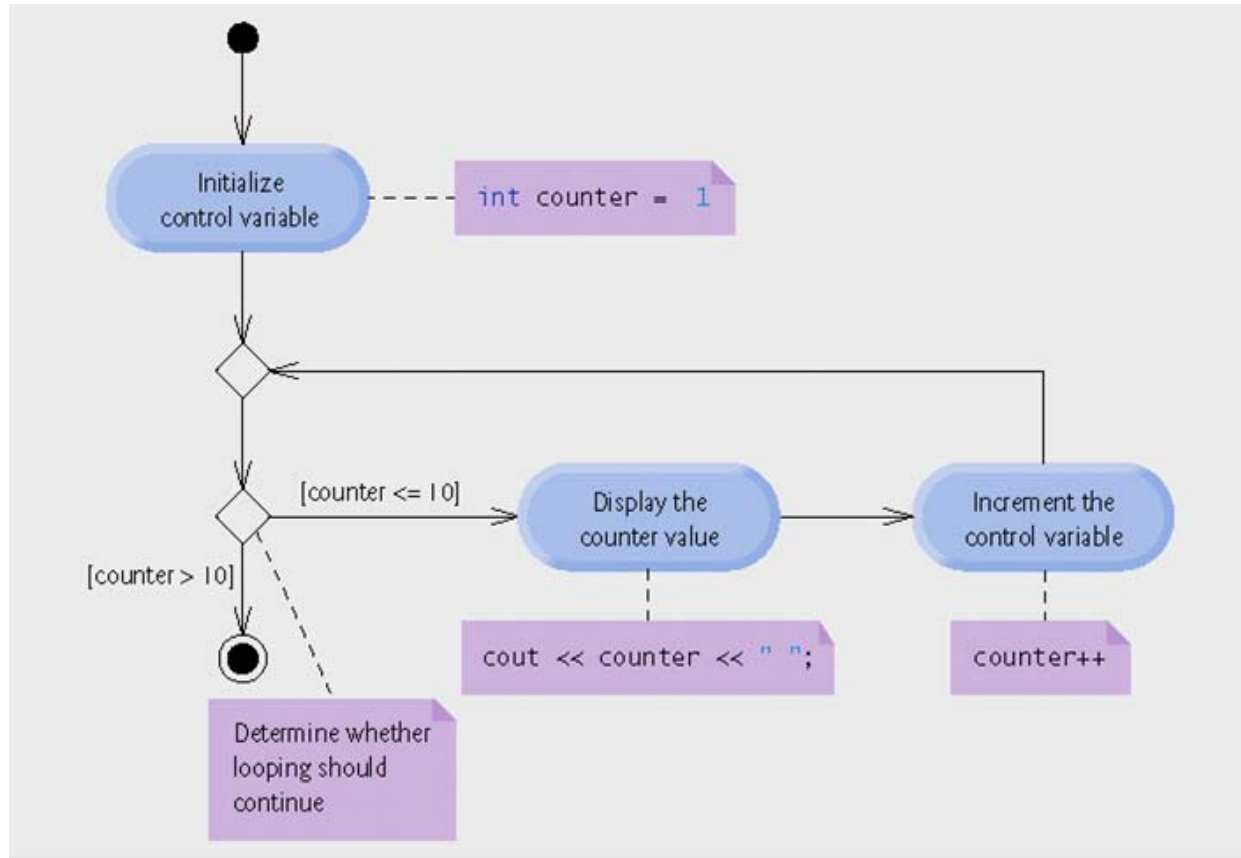 Initialize
control variable
int counter = 1
[counter <= 10]
Display the
counter value
Increment the
control variable
[counter > 10]
cout << counter << " ";
counter++
Determine whether
looping should
continue